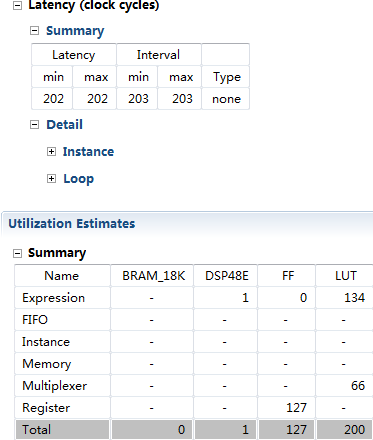 Latency (clock cycles)
Summary
Latency Interval
min max min max Type
202 202 203 203 none
Detail
Instance
Loop
Utilization Estimates
Summary
Name BRAM_18K DSP48E FF LUT
Expression - 1 0 134
FIFO - - - -
Instance - - - -
Memory - - - -
Multiplexer - - - 66
Register - - 127 -
Total 0 1 127 200